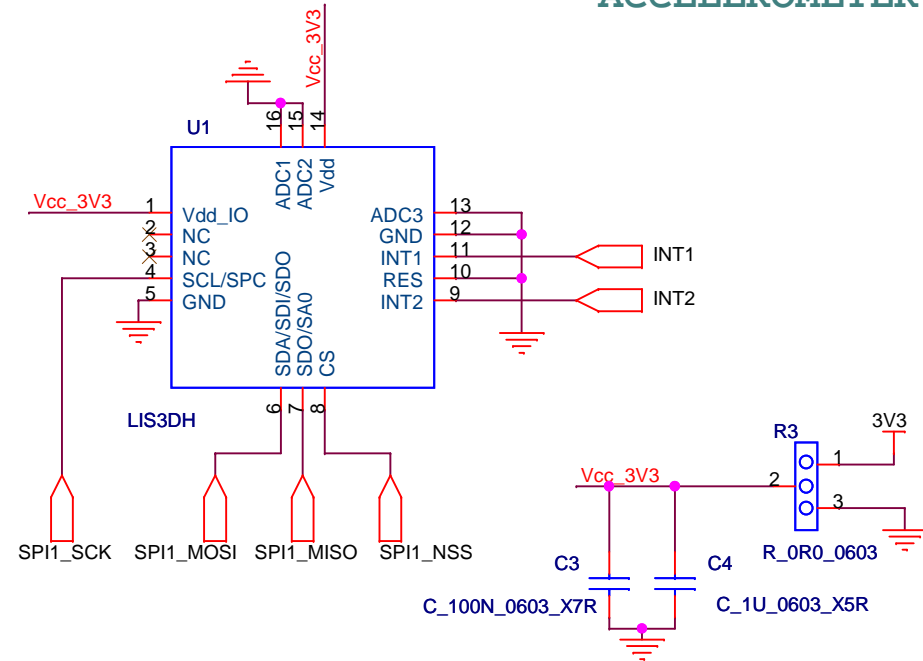 ACCELEROMETER
Vcc_3V3
16
15
14
U1
ADC1
ADC2
Vdd
Vcc_3V3
1
Vdd_IO
2
NC
3
NC
4
SCL/SPC
5
GND
ADC3
13
GND
12
INT1
11
INT1
RES
10
INT2
9
INT2
SDA/SDI/SDO
SDO/SA0
CS
6
7
8
LIS3DH
SPI1_SCK
SPI1_MOSI
SPI1_MISO
SPI1_NSS
R3
3V3
1
Vcc_3V3
2
3
R_0R0_0603
C3
C4
C_100N_0603_X7R
C_1U_0603_X5R